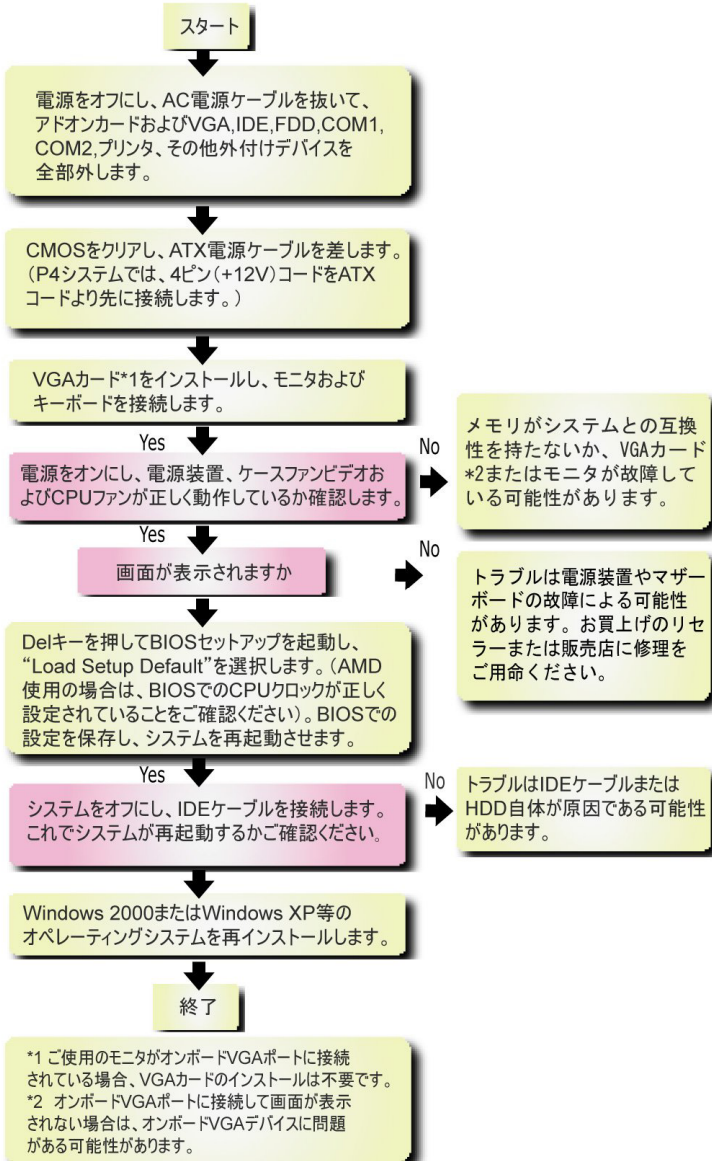 スタート
電源をオフにし、AC電源ケーブルを抜いて、
アドオンカードおよびVGA,IDE,FDD,COM1,
COM2,プリンタ、その他外付けデバイスを
全部外します。
CMOSをクリアし、ATX電源ケーブルを差します。
（P4システムでは、4ピン（+12V）コードをATX
コードより先に接続します。）
VGAカード*1をインストールし、モニタおよび
キーボードを接続します。
Yes
電源をオンにし、電源装置、ケースファンビデオお
よびCPUファンが正しく動作しているか確認します。
No
メモリがシステムとの互換
性を持たないか、VGAカード
*2またはモニタが故障して
いる可能性があります。
Yes
画面が表示されますか
No
トラブルは電源装置やマザー
ボードの故障による可能性
があります。お買上げのリセ
ラーまたは販売店に修理を
ご用命ください。
Delキーを押してBIOSセットアップを起動し、
“Load Setup Default”を選択します。（AMD
使用の場合は、BIOSでのCPUクロックが正しく
設定されていることをご確認ください）。BIOSでの
設定を保存し、システムを再起動させます。
Yes
システムをオフにし、IDEケーブルを接続します。
これでシステムが再起動するかご確認ください。
No
トラブルはIDEケーブルまたは
HDD自体が原因である可能性
があります。
Windows 2000またはWindows XP等の
オペレーティングシステムを再インストールします。
終了
*1 ご使用のモニタがオンボードVGAポートに接続
されている場合、VGAカードのインストールは不要です。
*2 オンボードVGAポートに接続して画面が表示
されない場合は、オンボードVGAデバイスに問題
がある可能性があります。